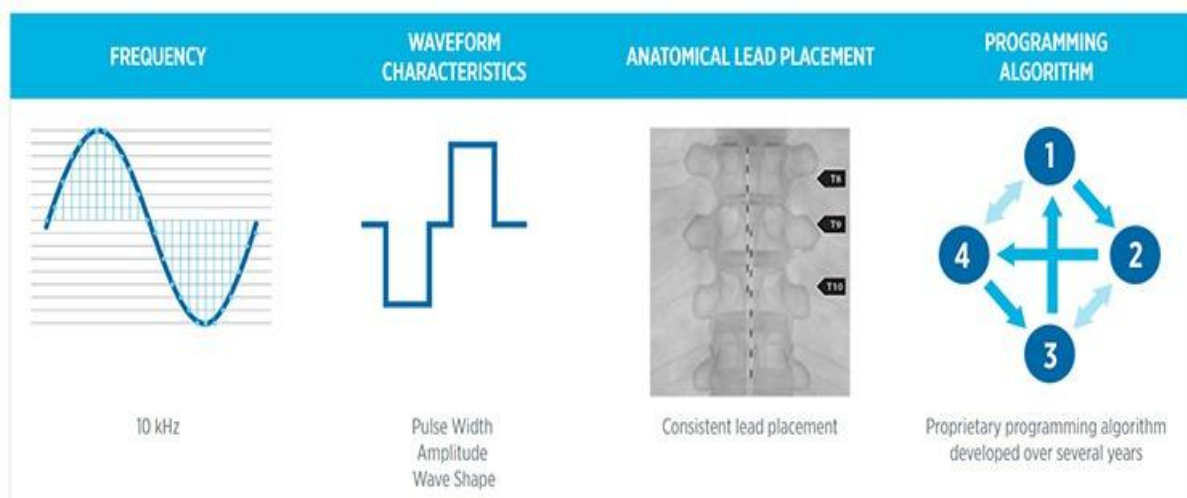 FREQUENCY
WAVEFORM
CHARACTERISTICS
ANATOMICAL LEAD PLACEMENT
PROGRAMMING
ALGORITHM
T8
T9
T10
1
2
3
4
10 kHz
Pulse Width
Amplitude
Wave Shape
Consistent lead placement
Proprietary programming algorithm
developed over several years